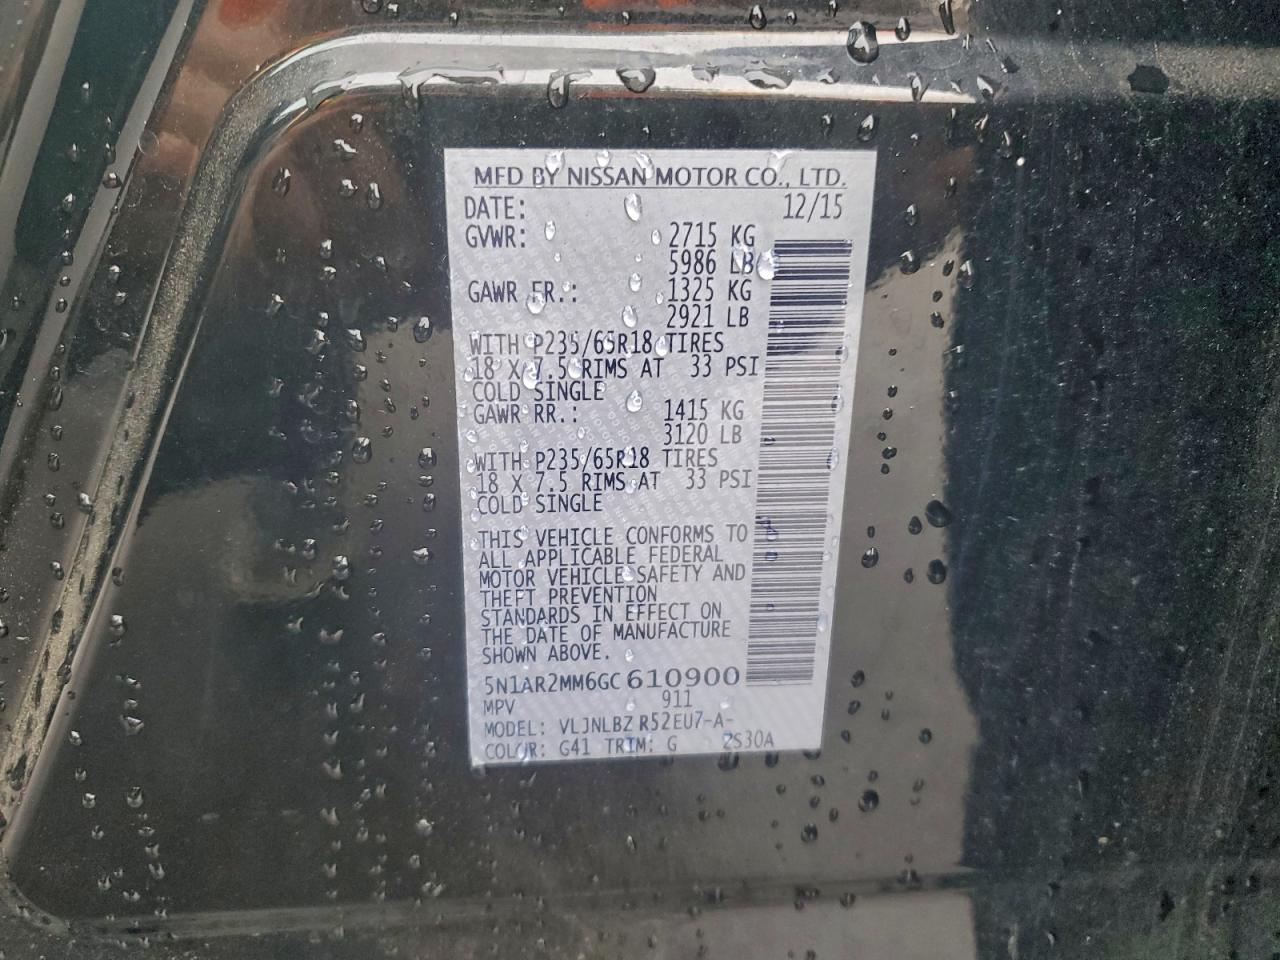 MFD BY NISSAN MOTOR CO., LTD.
DATE: 12/15
GVWR: 2715 KG
5986 LB
GAWR FR.: 1325 KG
2921 LB
WITH P235/65R18 TIRES
18 X 7.5 RIMS AT 33 PSI
COLD SINGLE
GAWR RR.: 1415 KG
3120 LB
WITH P235/65R18 TIRES
18 X 7.5 RIMS AT 33 PSI
COLD SINGLE
THIS VEHICLE CONFORMS TO
ALL APPLICABLE FEDERAL
MOTOR VEHICLE SAFETY AND
THEFT PREVENTION
STANDARDS IN EFFECT ON
THE DATE OF MANUFACTURE
SHOWN ABOVE.
5N1AR2MM6GC610900
MPV 911
MODEL: VLJNLBZ R52EU7-A-
COLOR: G41 TRIM: G 2S30A